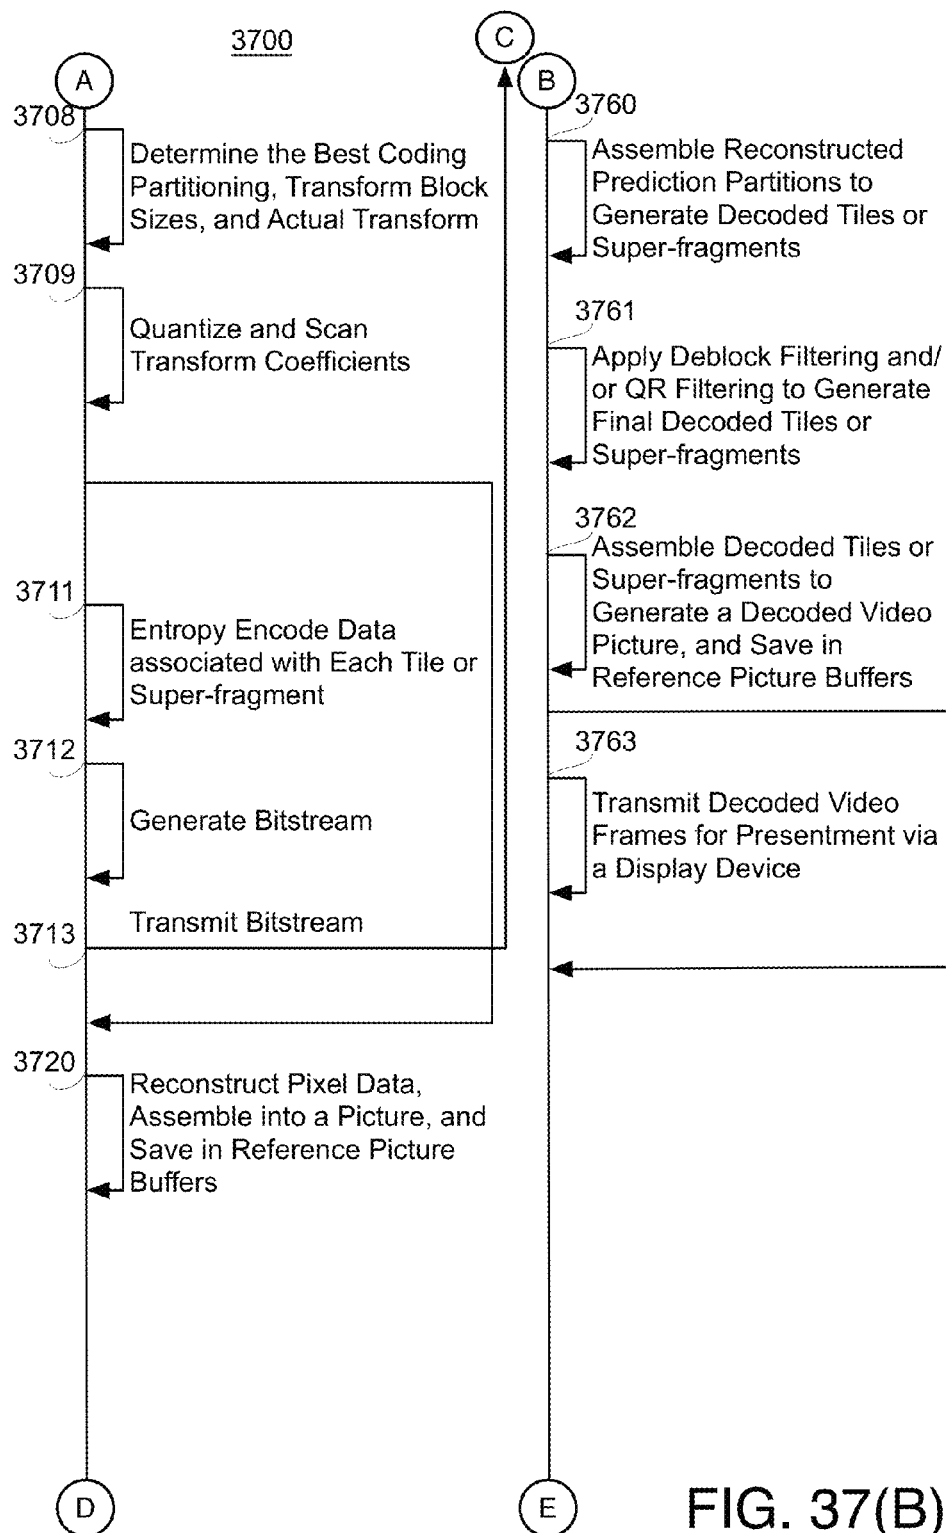 3700
C
A
B
3708
Determine the Best Coding
Partitioning, Transform Block
Sizes, and Actual Transform
3709
Quantize and Scan
Transform Coefficients
3711
Entropy Encode Data
associated with Each Tile or
Super-fragment
3712
Generate Bitstream
Transmit Bitstream
3713
3720
Reconstruct Pixel Data,
Assemble into a Picture, and
Save in Reference Picture
Buffers
D
3760
Assemble Reconstructed
Prediction Partitions to
Generate Decoded Tiles or
Super-fragments
3761
Apply Deblock Filtering and/
or QR Filtering to Generate
Final Decoded Tiles or
Super-fragments
3762
Assemble Decoded Tiles or
Super-fragments to
Generate a Decoded Video
Picture, and Save in
Reference Picture Buffers
3763
Transmit Decoded Video
Frames for Presentment via
a Display Device
E
FIG. 37(B)